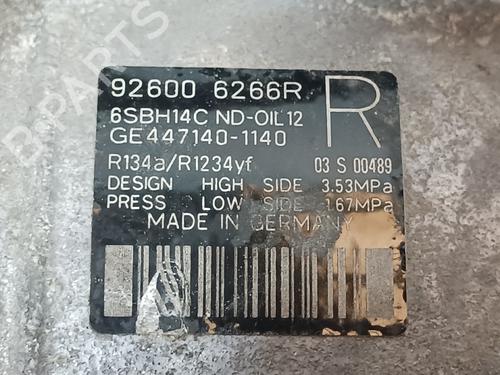 92600 6266R
R
6SBH14C ND-OIL12
GE447140-1140
R134a/R1234yf 03 S 00489
DESIGN HIGH SIDE 3.53MPa
PRESS LOW SIDE 1.67MPa
MADE IN GERMANY
B-PARTS